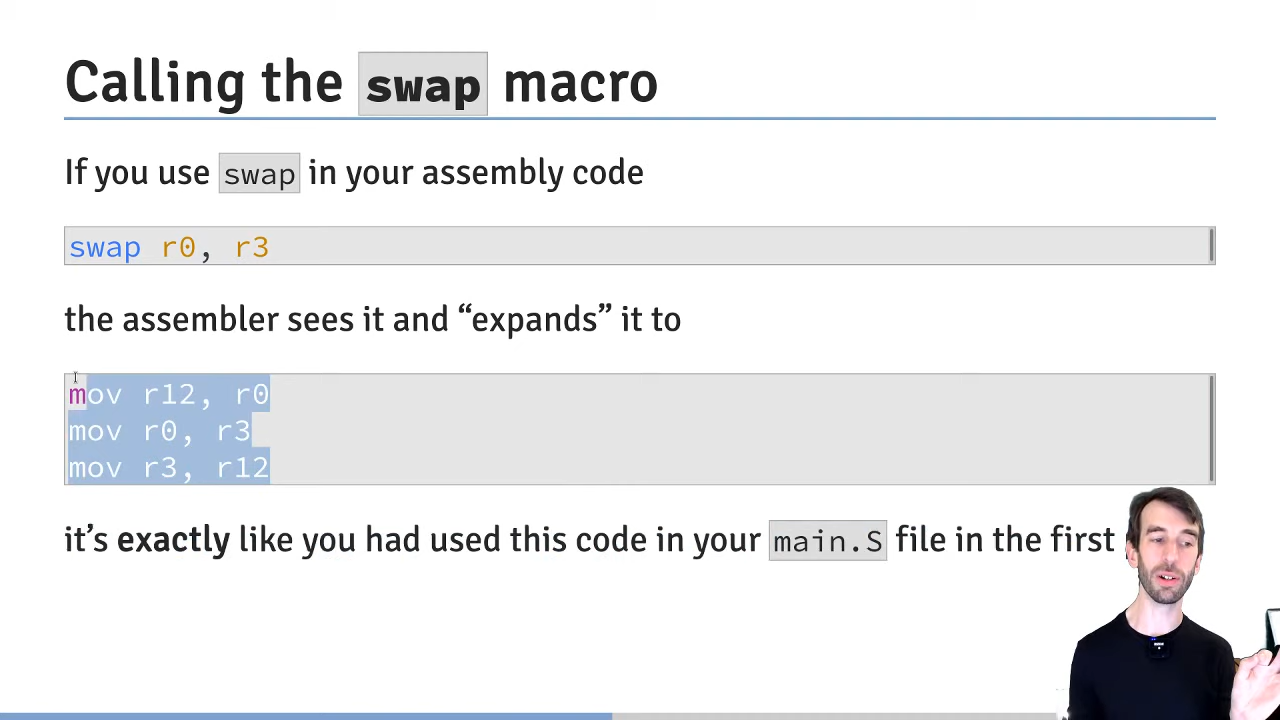 Calling the swap macro
If you use swap in your assembly code
swap r0, r3
the assembler sees it and “expands” it to
mov r12, r0
mov r0, r3
mov r3, r12
it’s exactly like you had used this code in your main.S file in the first